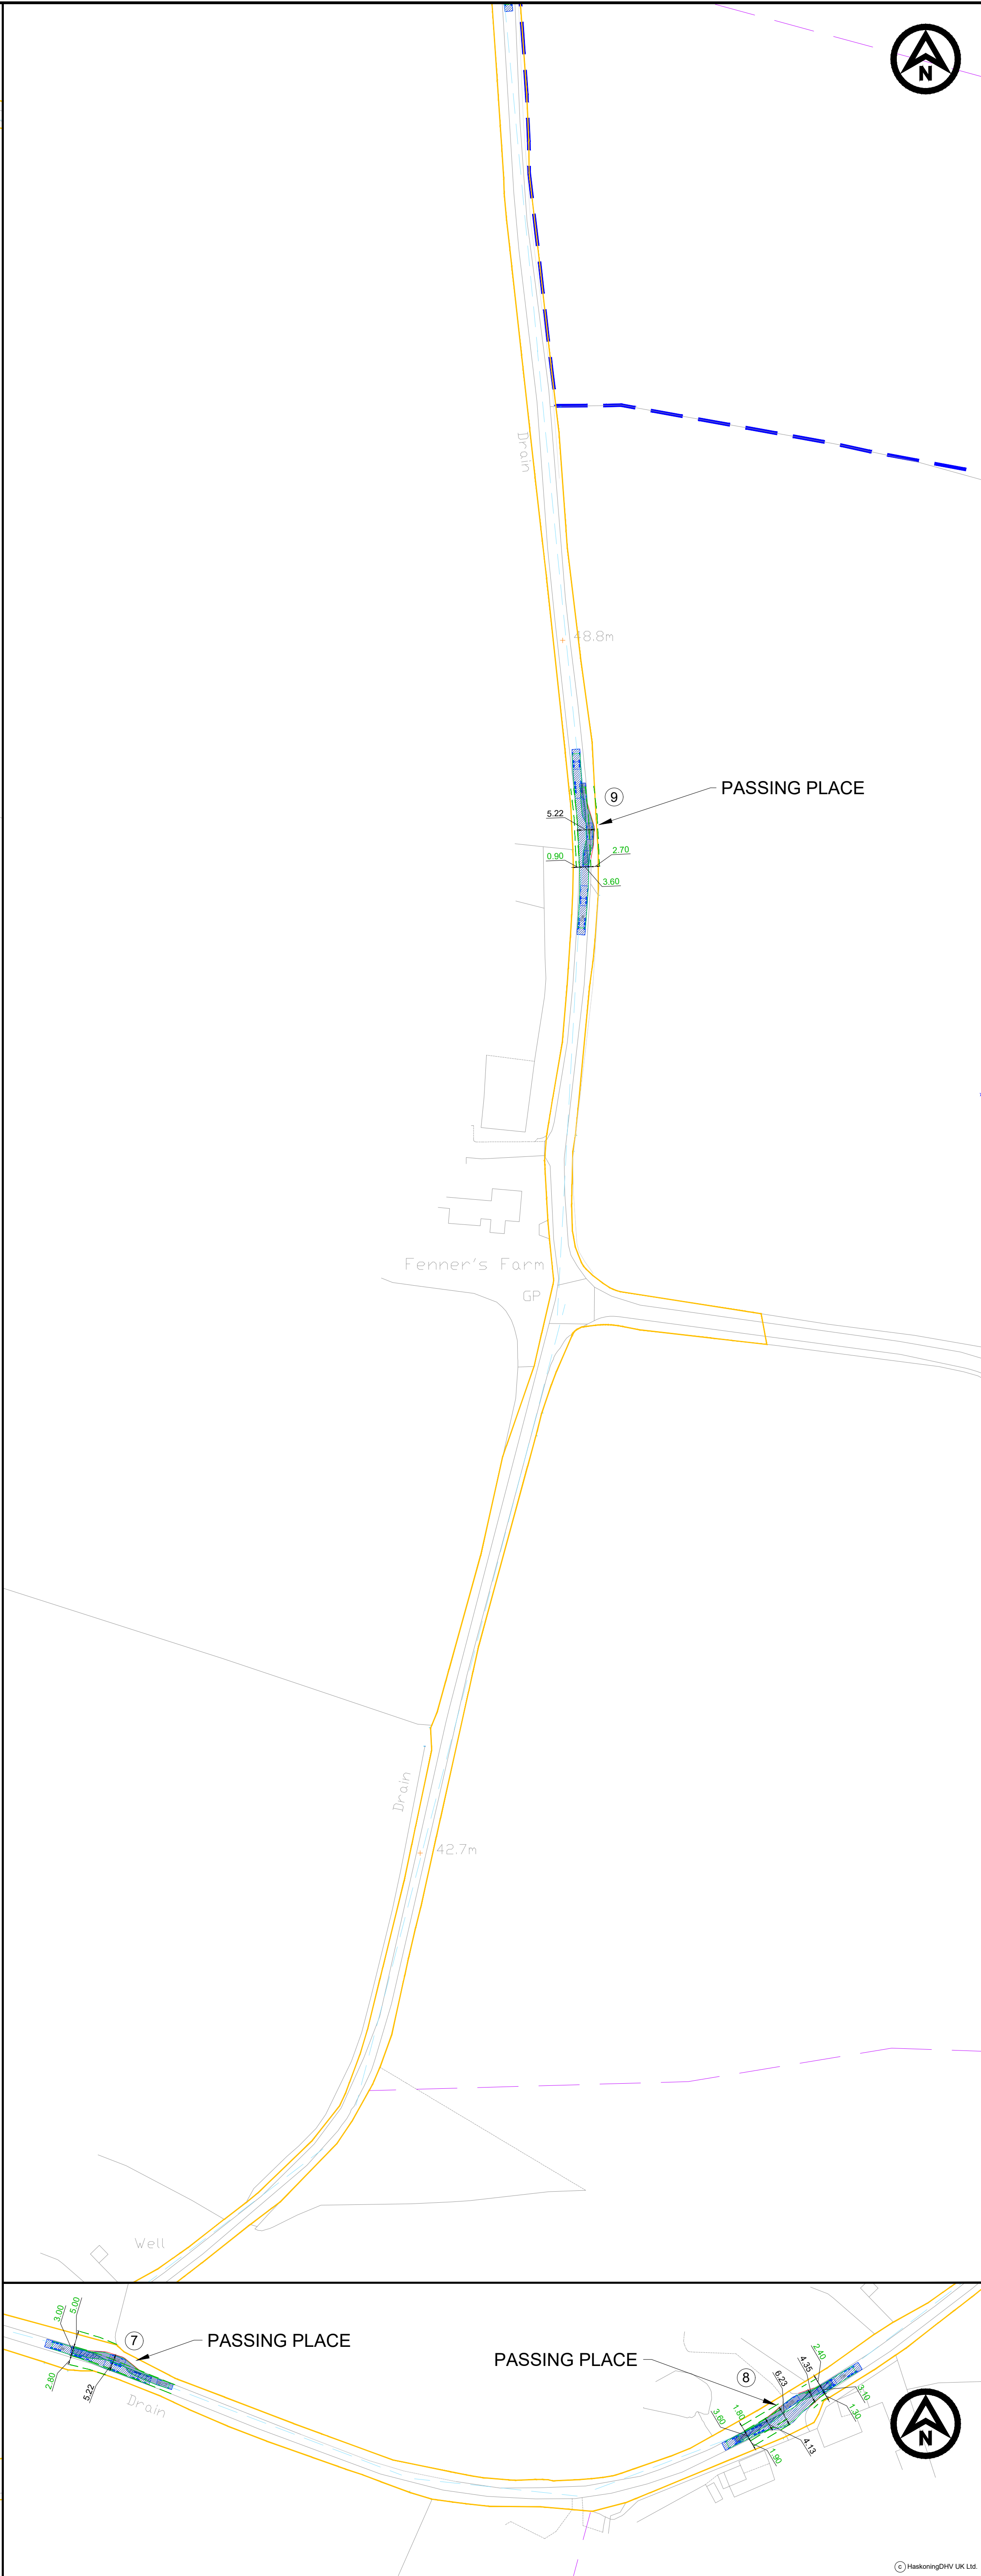 N
Drain
48.8m
9
PASSING PLACE
5.22
0.90
2.70
3.60
Fenner's Farm
GP
Drain
42.7m
Well
3.00
5.00
7
PASSING PLACE
2.80
5.22
Drain
PASSING PLACE
8
2.40
4.35
6.23
1.80
3.60
3.10
1.30
4.13
1.90
N
c HaskoningDHV UK Ltd.